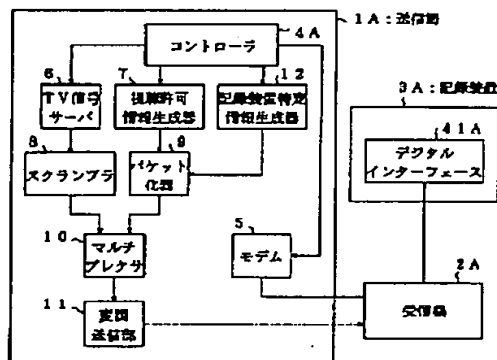 1A:送信部
4A
コントローラ
6
TV信号
サーバ
7
視聴許可
情報生成器
12
記録装置特定
情報生成器
3A:記録装置
41A
デジタル
インターフェース
8
スクランブラ
9
パケット
化器
10
マルチ
プレクサ
5
モデム
2A
受信機
11
変調
送信部